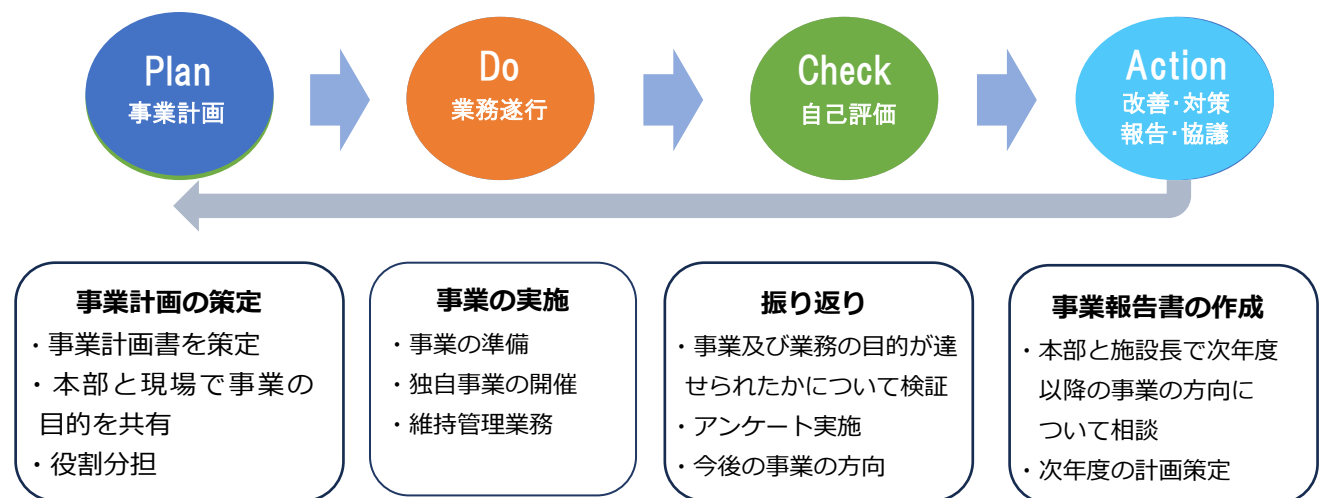 Plan
事業計画
Do
業務遂行
Check
自己評価
Action
改善・対策
報告・協議
事業計画の策定
・事業計画書を策定
・本部と現場で事業の
目的を共有
・役割分担
事業の実施
・事業の準備
・独自事業の開催
・維持管理業務
振り返り
・事業及び業務の目的が達
せられたかについて検証
・アンケート実施
・今後の事業の方向
事業報告書の作成
・本部と施設長で次年度
以降の事業の方向に
ついて相談
・次年度の計画策定